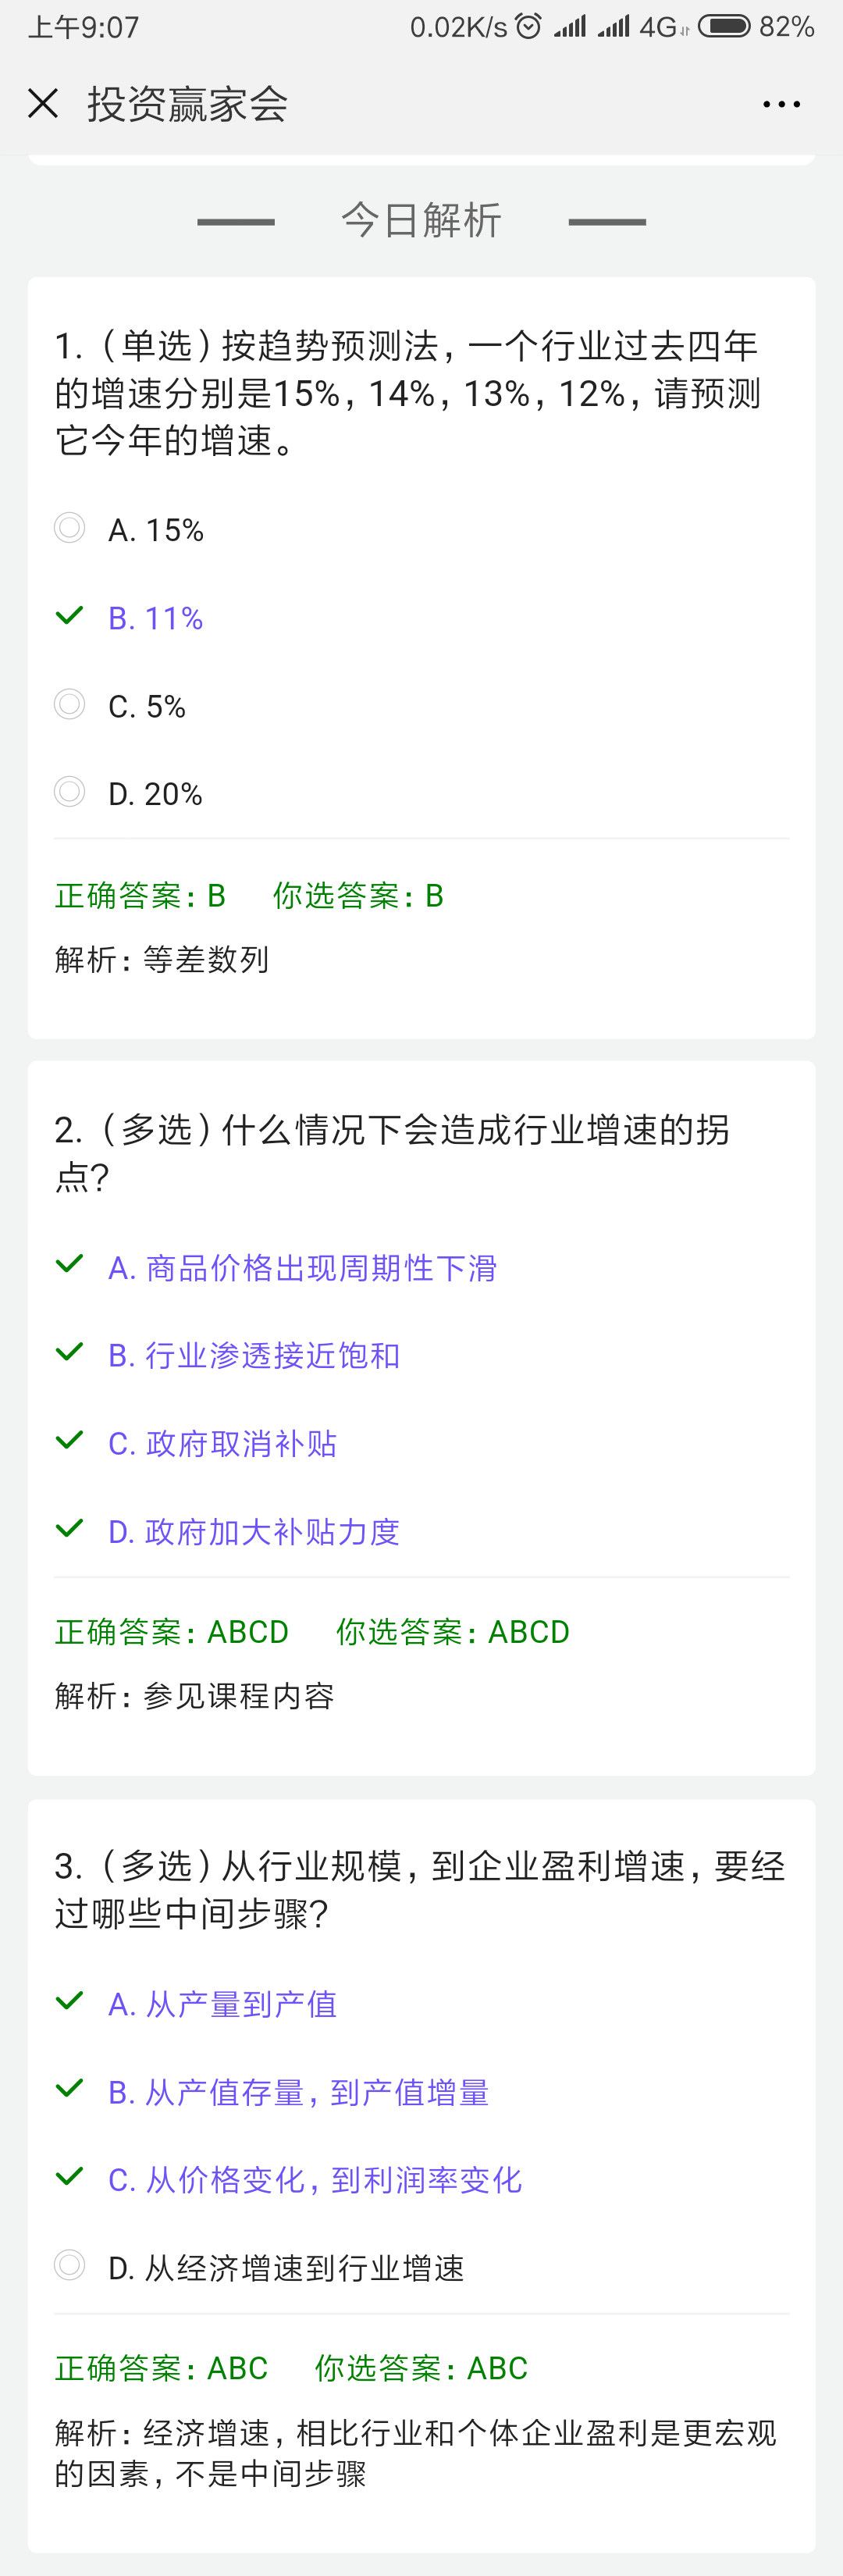 上午9:07 0.02K/s 4G 82%
投资赢家会
今日解析
1.（单选）按趋势预测法，一个行业过去四年
的增速分别是15%，14%，13%，12%，请预测
它今年的增速。
A. 15%
B. 11%
C. 5%
D. 20%
正确答案：B 你选答案：B
解析：等差数列
2.（多选）什么情况下会造成行业增速的拐
点？
A. 商品价格出现周期性下滑
B. 行业渗透接近饱和
C. 政府取消补贴
D. 政府加大补贴力度
正确答案：ABCD 你选答案：ABCD
解析：参见课程内容
3.（多选）从行业规模，到企业盈利增速，要经
过哪些中间步骤？
A. 从产量到产值
B. 从产值存量，到产值增量
C. 从价格变化，到利润率变化
D. 从经济增速到行业增速
正确答案：ABC 你选答案：ABC
解析：经济增速，相比行业和个体企业盈利是更宏观
的因素，不是中间步骤